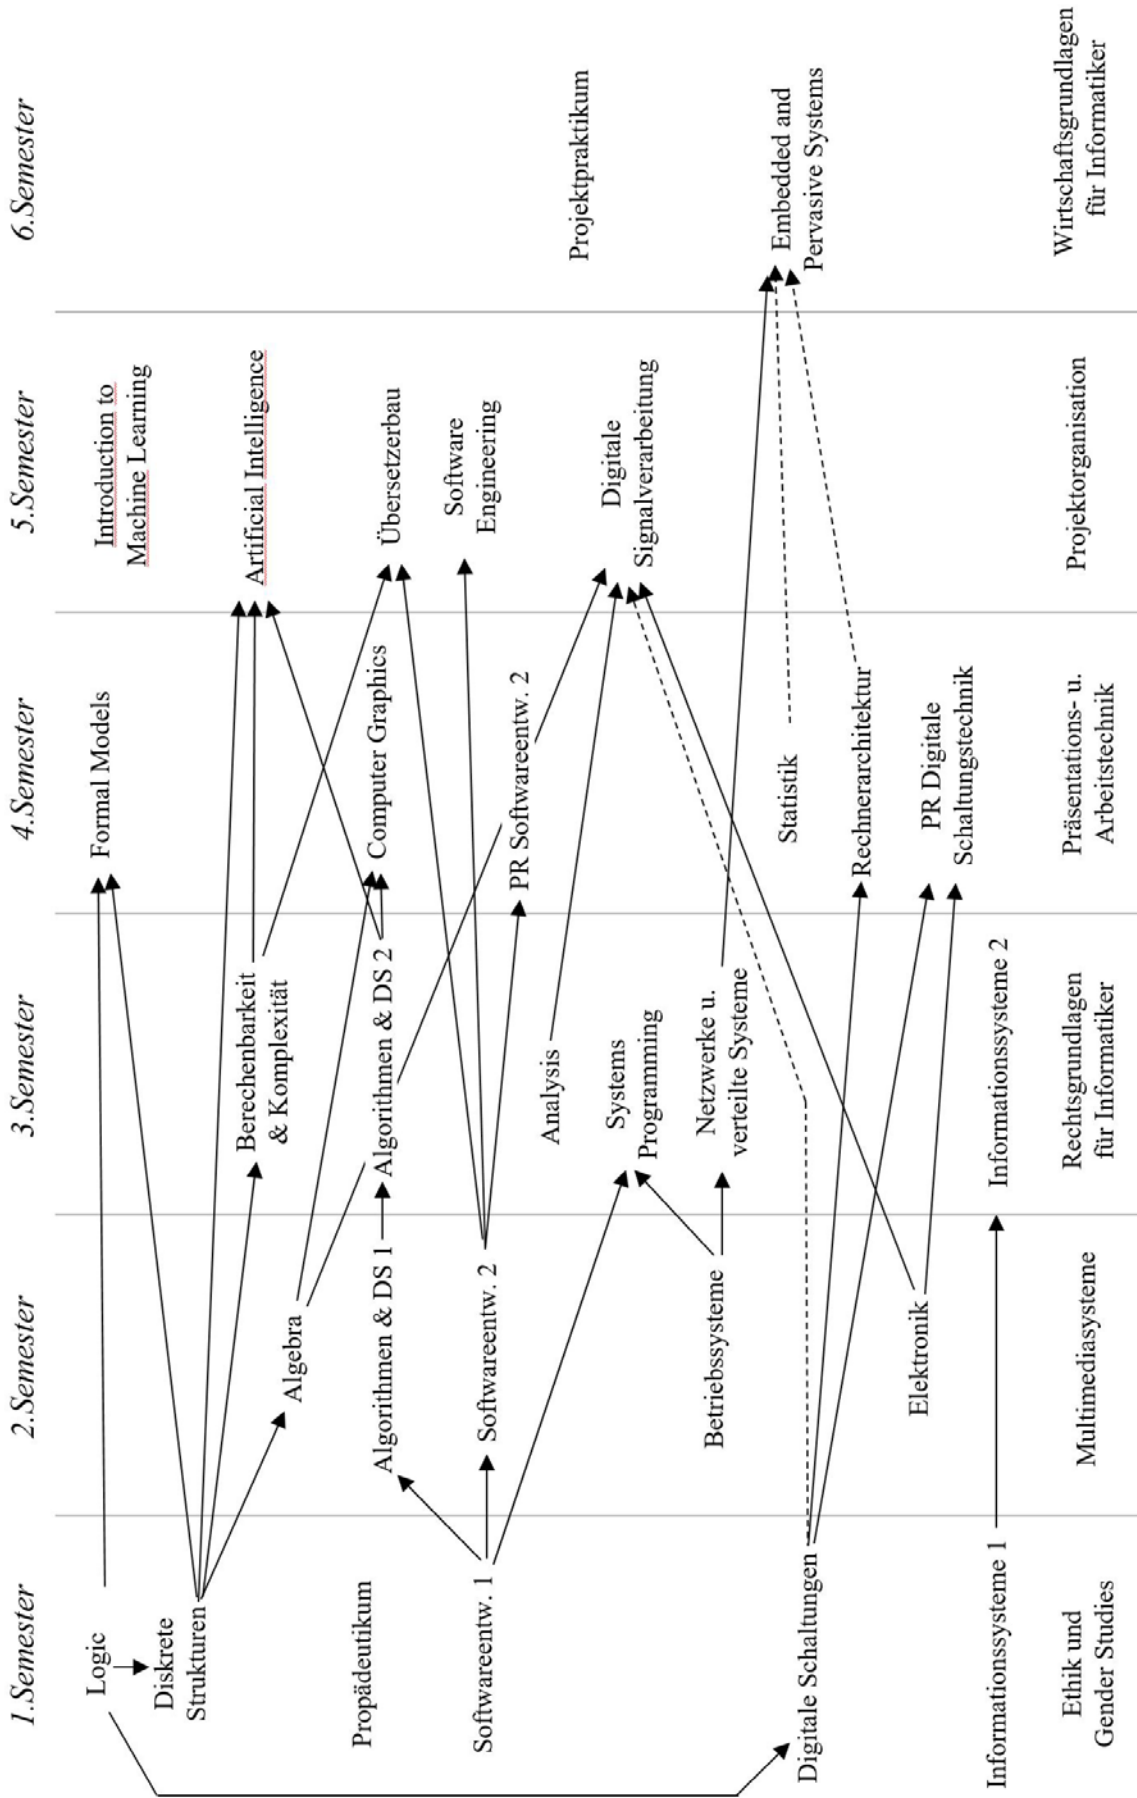 1.Semester
2.Semester
3.Semester
4.Semester
5.Semester
6.Semester
Logic
Diskrete
Strukturen
Propädeutikum
Softwareentw. 1
Digitale Schaltungen
Informationssysteme 1
Ethik und
Gender Studies
Algebra
Algorithmen & DS 1
Softwareentw. 2
Betriebssysteme
Elektronik
Multimediasysteme
Berechenbarkeit
& Komplexität
Algorithmen & DS 2
Analysis
Systems
Programming
Netzwerke u.
verteilte Systeme
Informationssysteme 2
Rechtsgrundlagen
für Informatiker
Formal Models
Computer Graphics
PR Softwareentw. 2
Statistik
Rechnerarchitektur
PR Digitale
Schaltungstechnik
Präsentations- u.
Arbeitstechnik
Introduction to
Machine Learning
Artificial Intelligence
Übersetzerbau
Software
Engineering
Digitale
Signalverarbeitung
Projektorganisation
Projektpraktikum
Embedded and
Pervasive Systems
Wirtschaftsgrundlagen
für Informatiker